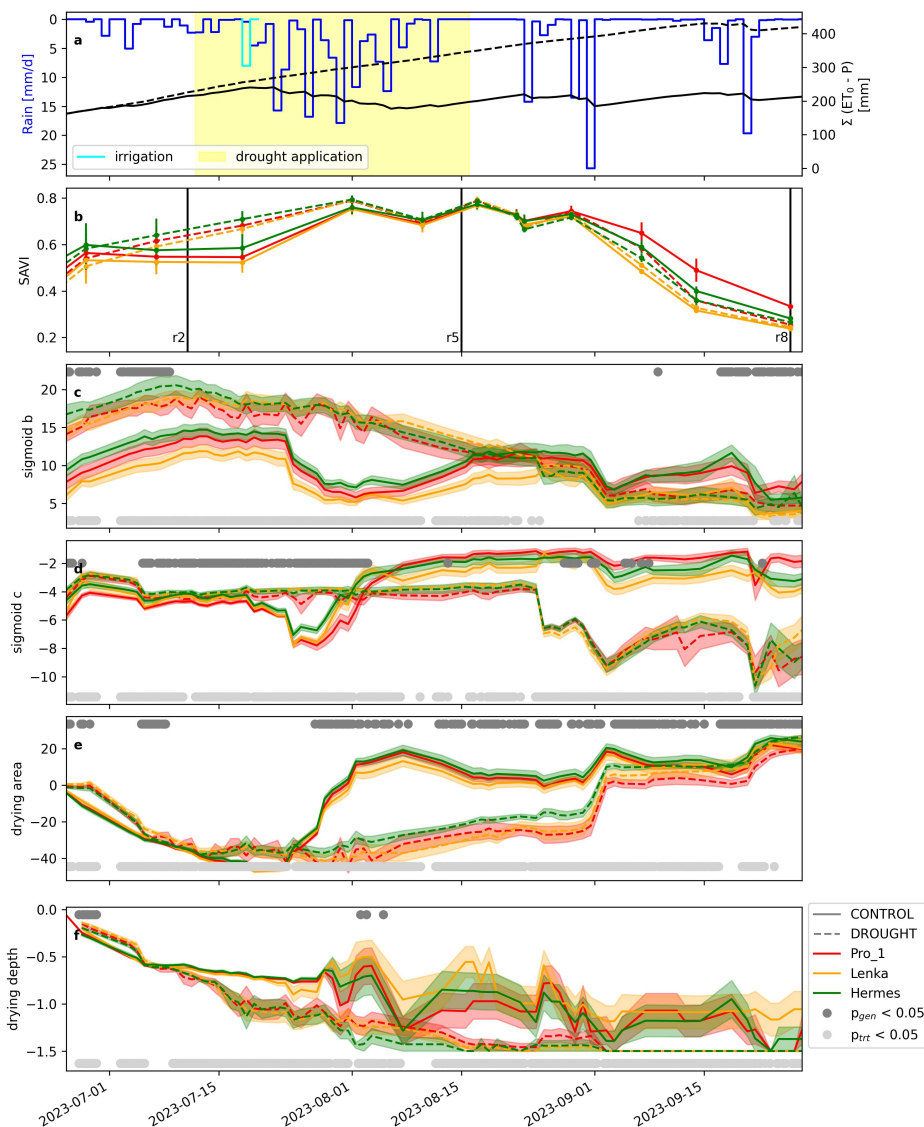 a
Rain [mm/d]
0
5
10
15
20
25
irrigation
drought application
400
300
200
100
0
Σ (ET₀ - P)
[mm]
b
SAVI
0.8
0.6
0.4
0.2
r2
r5
r8
c
sigmoid b
20
15
10
5
d
sigmoid c
−2
−4
−6
−8
−10
e
drying area
20
0
−20
−40
f
drying depth
0.0
−0.5
−1.0
−1.5
CONTROL
DROUGHT
Pro_1
Lenka
Hermes
pgen < 0.05
ptrt < 0.05
2023-07-01
2023-07-15
2023-08-01
2023-08-15
2023-09-01
2023-09-15